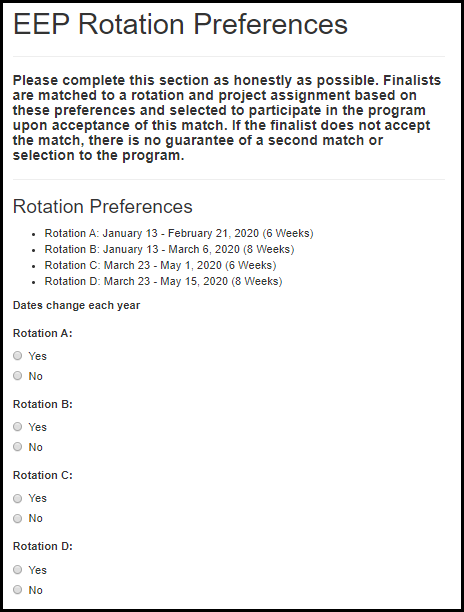 EEP Rotation Preferences
Please complete this section as honestly as possible. Finalists
are matched to a rotation and project assignment based on
these preferences and selected to participate in the program
upon acceptance of this match. If the finalist does not accept
the match, there is no guarantee of a second match or
selection to the program.
Rotation Preferences
• Rotation A: January 13 - February 21, 2020 (6 Weeks)
• Rotation B: January 13 - March 6, 2020 (8 Weeks)
• Rotation C: March 23 - May 1, 2020 (6 Weeks)
• Rotation D: March 23 - May 15, 2020 (8 Weeks)
Dates change each year
Rotation A:
Yes
No
Rotation B:
Yes
No
Rotation C:
Yes
No
Rotation D:
Yes
No